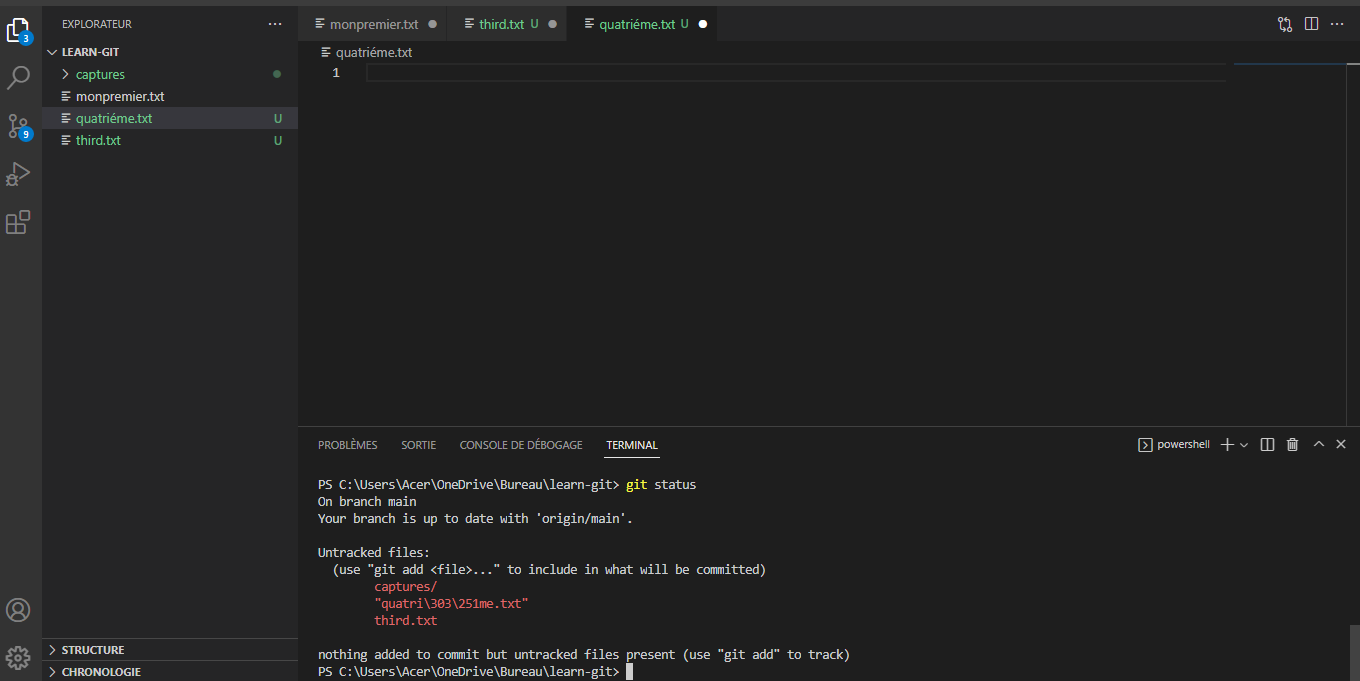 EXPLORATEUR
LEARN-GIT
captures
monpremier.txt
quatriéme.txt U
third.txt U
3
9
STRUCTURE
CHRONOLOGIE
monpremier.txt
third.txt U
quatriéme.txt U
quatriéme.txt
1
PROBLÈMES SORTIE CONSOLE DE DÉBOGAGE TERMINAL
powershell
PS C:\Users\Acer\OneDrive\Bureau\learn-git> git status
On branch main
Your branch is up to date with 'origin/main'.
Untracked files:
(use "git add <file>..." to include in what will be committed)
captures/
"quatri\303\251me.txt"
third.txt
nothing added to commit but untracked files present (use "git add" to track)
PS C:\Users\Acer\OneDrive\Bureau\learn-git>